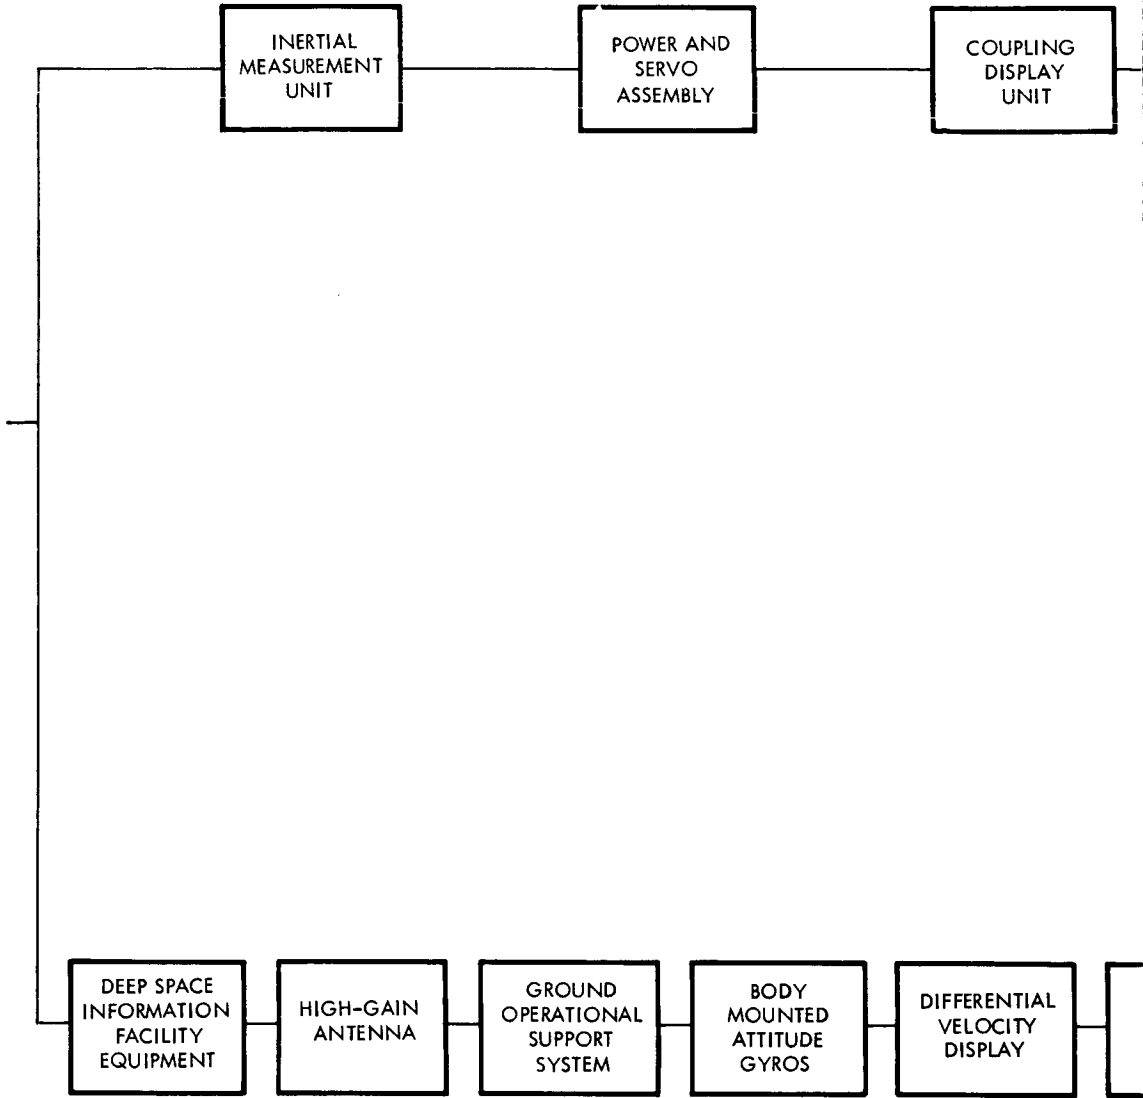 INERTIAL
MEASUREMENT
UNIT
POWER AND
SERVO
ASSEMBLY
COUPLING
DISPLAY
UNIT
DEEP SPACE
INFORMATION
FACILITY
EQUIPMENT
HIGH-GAIN
ANTENNA
GROUND
OPERATIONAL
SUPPORT
SYSTEM
BODY
MOUNTED
ATTITUDE
GYROS
DIFFERENTIAL
VELOCITY
DISPLAY